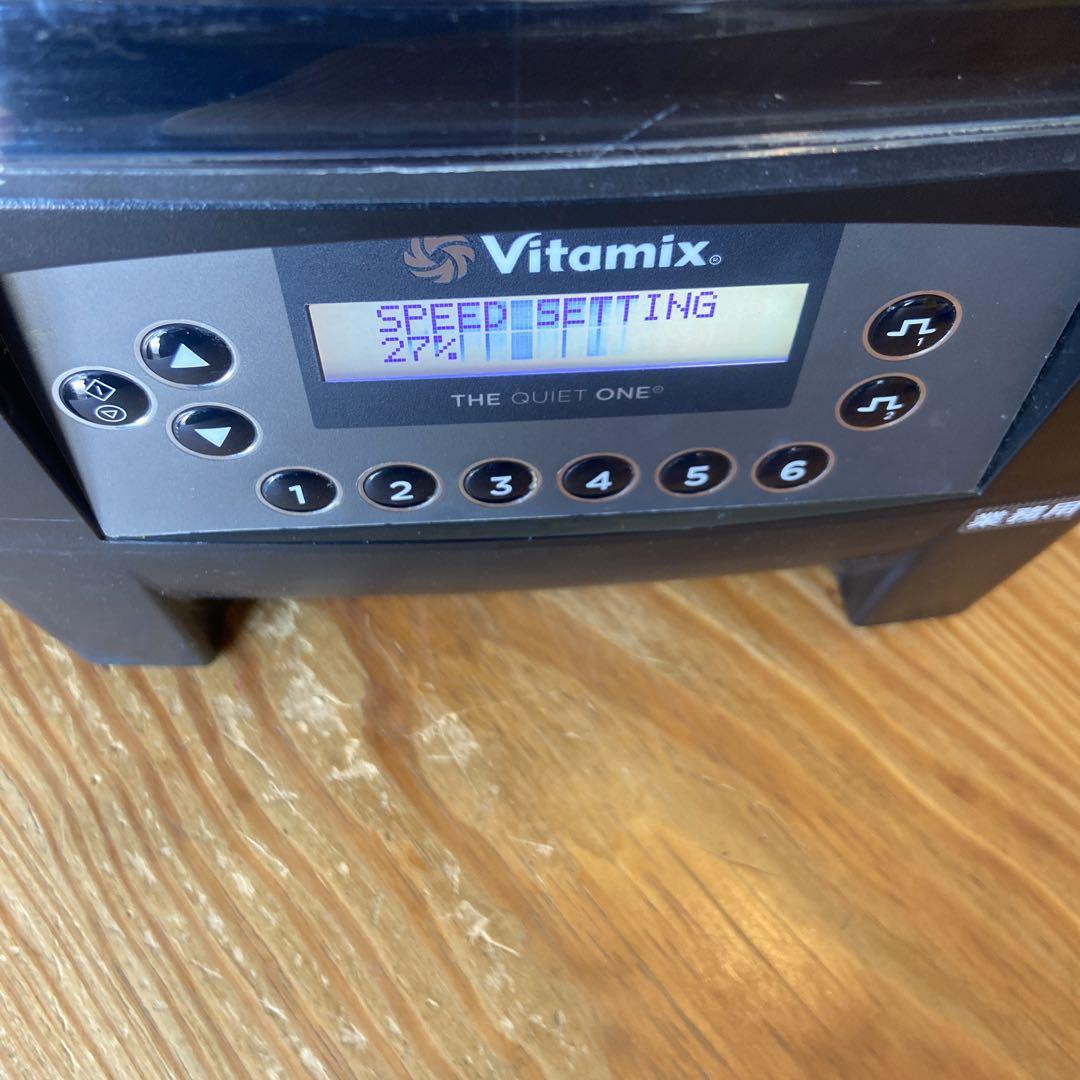 Vitamix®
SPEED SETTING
27%
THE QUIET ONE®
1
2
1 2 3 4 5 6
業務用